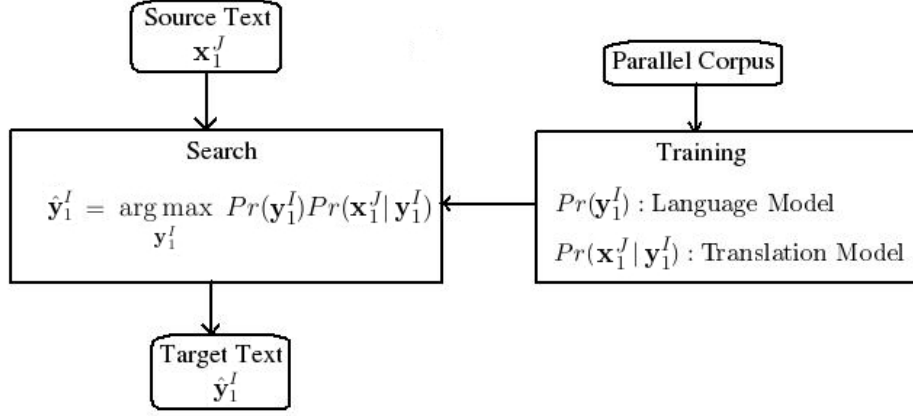 Source Text
𝐱₁ᴶ
Parallel Corpus
Search
ŷ₁ᴵ = arg max Pr(𝐲₁ᴵ)Pr(𝐱₁ᴶ| 𝐲₁ᴵ)
𝐲₁ᴵ
Training
Pr(𝐲₁ᴵ) : Language Model
Pr(𝐱₁ᴶ | 𝐲₁ᴵ) : Translation Model
Target Text
ŷ₁ᴵ